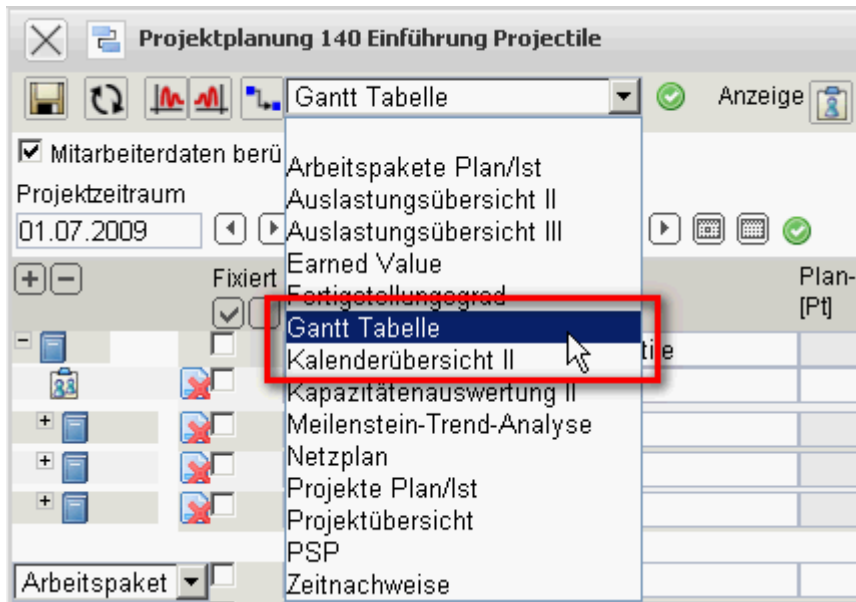 Projektplanung 140 Einführung Projectile
Gantt Tabelle
Anzeige
Mitarbeiterdaten berü
Projektzeitraum
01.07.2009
Fixiert
Plan-
[Pt]
Arbeitspakete Plan/Ist
Auslastungsübersicht II
Auslastungsübersicht III
Earned Value
Fertigstellungsgrad
Gantt Tabelle
Kalenderübersicht II
Kapazitätenauswertung II
Meilenstein-Trend-Analyse
Netzplan
Projekte Plan/Ist
Projektübersicht
PSP
Zeitnachweise
tile
Arbeitspaket